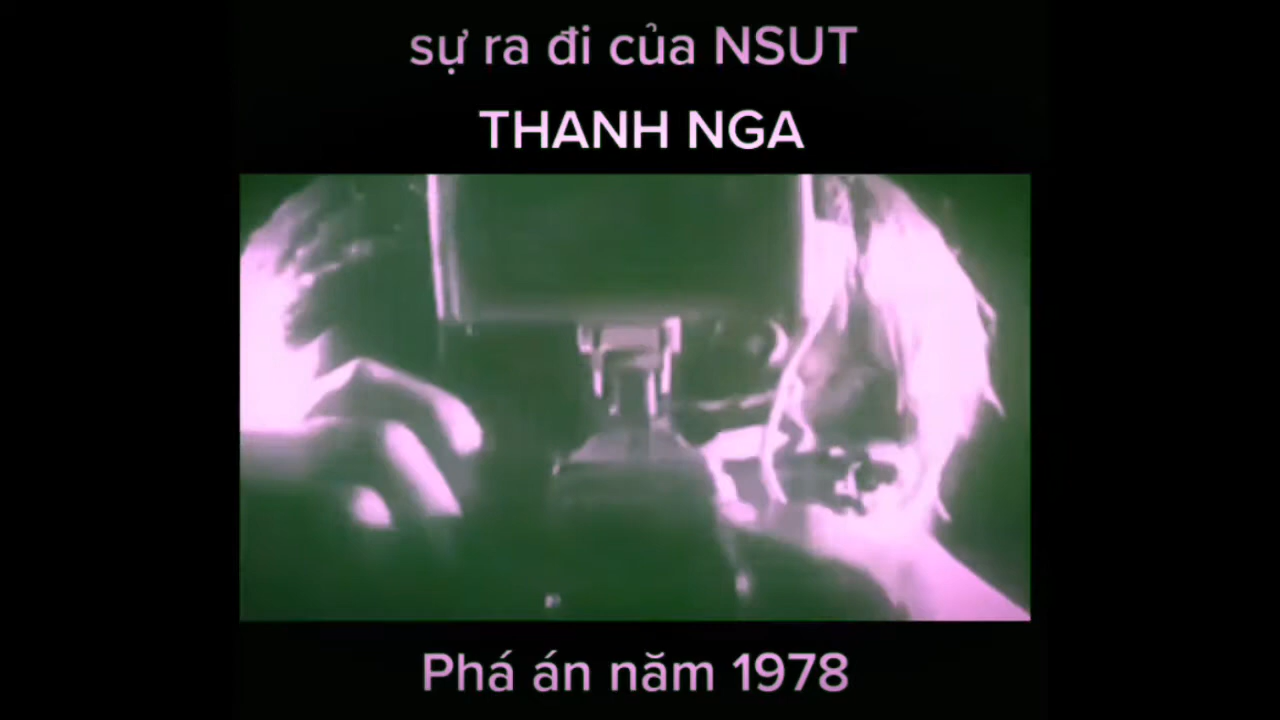 sự ra đi của NSUT
THANH NGA
Phá án năm 1978